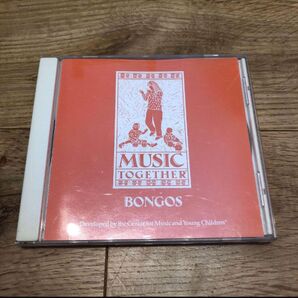 MUSIC
TOGETHER
BONGOS
Developed by the Center for Music and Young Children®